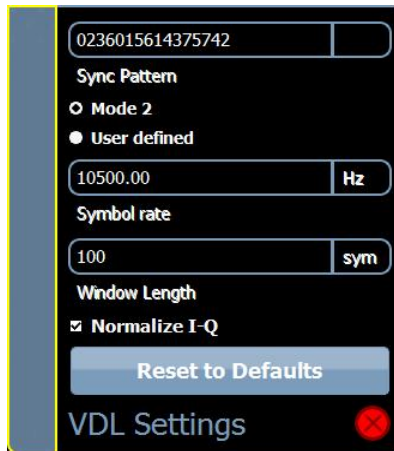 0236015614375742
Sync Pattern
Mode 2
User defined
10500.00 Hz
Symbol rate
100 sym
Window Length
Normalize I-Q
Reset to Defaults
VDL Settings